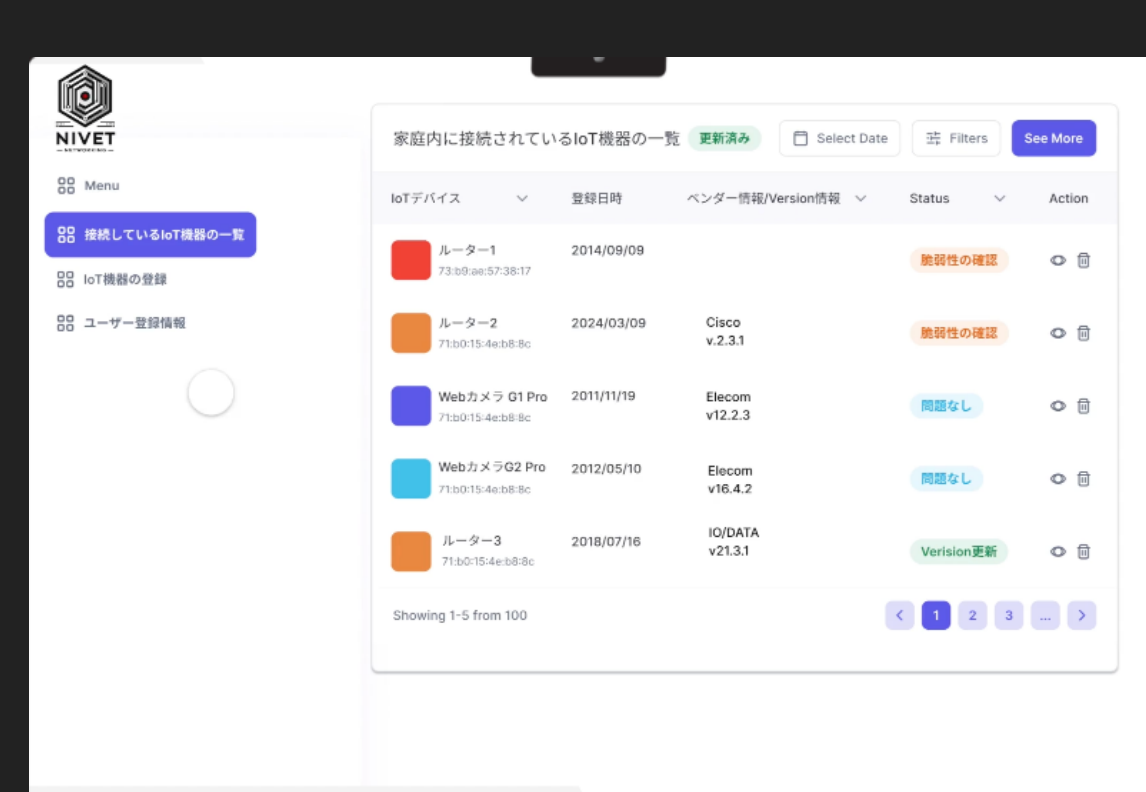 NIVET
NETWORKING
Menu
接続しているIoT機器の一覧
IoT機器の登録
ユーザー登録情報
家庭内に接続されているIoT機器の一覧 更新済み Select Date Filters See More
IoTデバイス 登録日時 ベンダー情報/Version情報 Status Action
ルーター1 2014/09/09 脆弱性の確認
73:b9:ae:57:38:17
ルーター2 2024/03/09 Cisco 脆弱性の確認
71:b0:15:4e:b8:8c v.2.3.1
Webカメラ G1 Pro 2011/11/19 Elecom 問題なし
71:b0:15:4e:b8:8c v12.2.3
WebカメラG2 Pro 2012/05/10 Elecom 問題なし
71:b0:15:4e:b8:8c v16.4.2
ルーター3 2018/07/16 IO/DATA Verision更新
71:b0:15:4e:b8:8c v21.3.1
Showing 1-5 from 100 1 2 3 ...